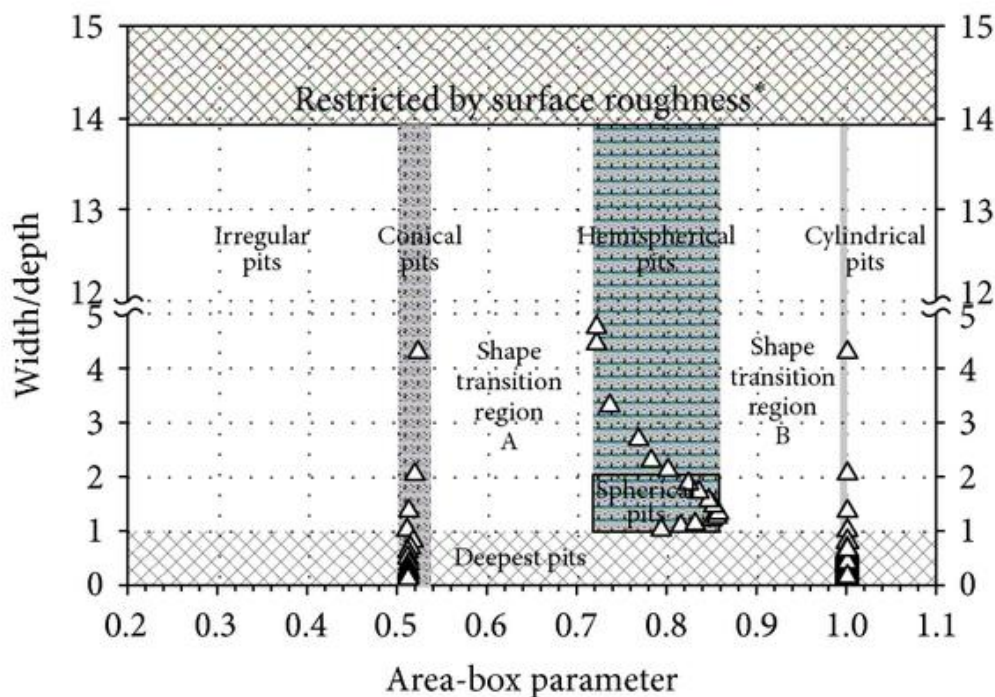 15
14
13
12
5
4
3
2
1
0
Width/depth
Restricted by surface roughness*
Irregular
pits
Conical
pits
Hemispherical
pits
Cylindrical
pits
Shape
transition
region
A
Shape
transition
region
B
Spherical
pits
Deepest pits
15
14
13
12
5
4
3
2
1
0
0.2 0.3 0.4 0.5 0.6 0.7 0.8 0.9 1.0 1.1
Area-box parameter